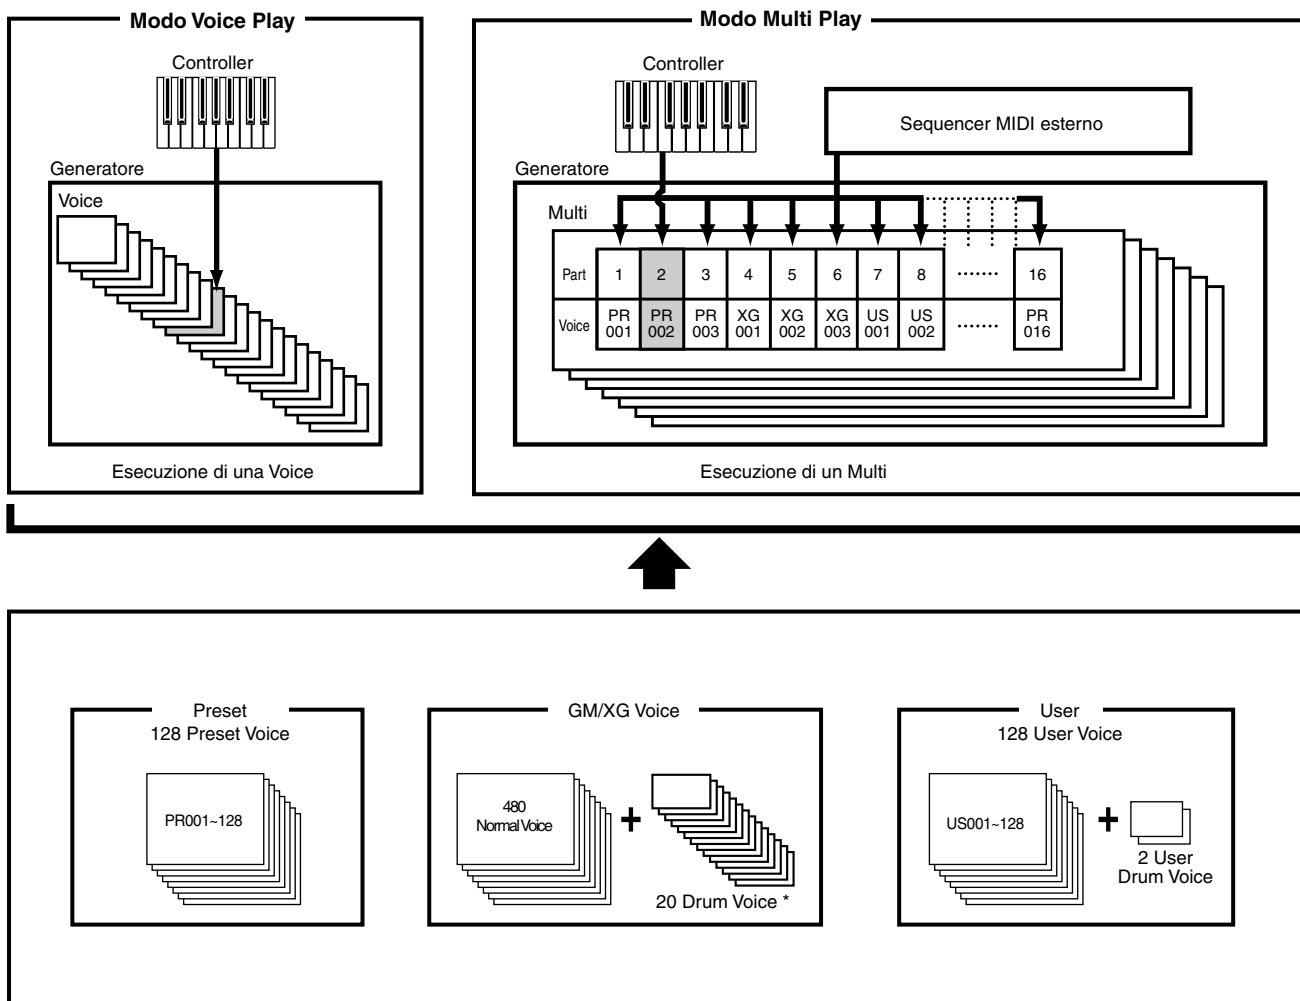 Modo Voice Play
Controller
Generatore
Voice
Esecuzione di una Voice
Modo Multi Play
Controller
Sequencer MIDI esterno
Generatore
Multi
Part 1 2 3 4 5 6 7 8 ........ 16
Voice PR 001 PR 002 PR 003 XG 001 XG 002 XG 003 US 001 US 002 ........ PR 016
Esecuzione di un Multi
Preset
128 Preset Voice
PR001~128
GM/XG Voice
480
Normal Voice
+
20 Drum Voice *
User
128 User Voice
US001~128
+
2 User
Drum Voice